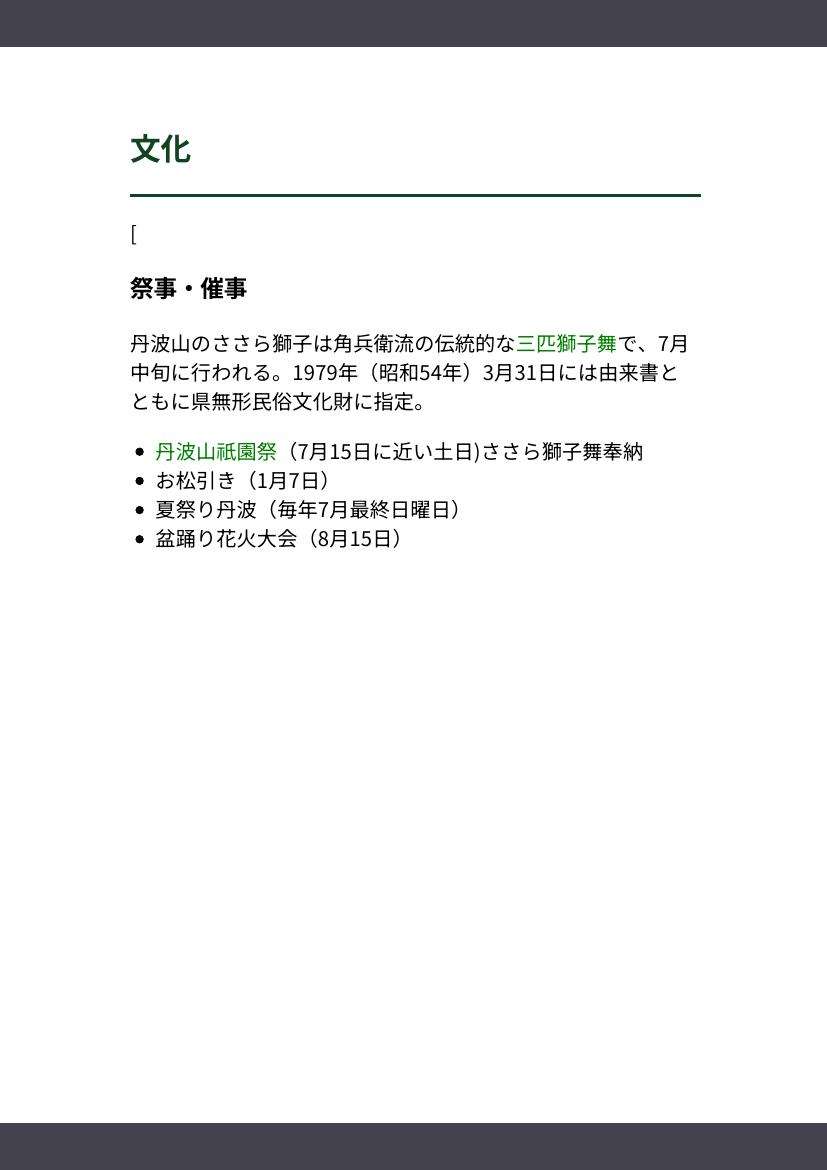 文化
[
祭事・催事
丹波山のささら獅子は角兵衛流の伝統的な三匹獅子舞で、7月
中旬に行われる。1979年（昭和54年）3月31日には由来書と
ともに県無形民俗文化財に指定。
• 丹波山祇園祭（7月15日に近い土日)ささら獅子舞奉納
• お松引き（1月7日）
• 夏祭り丹波（毎年7月最終日曜日）
• 盆踊り花火大会（8月15日）